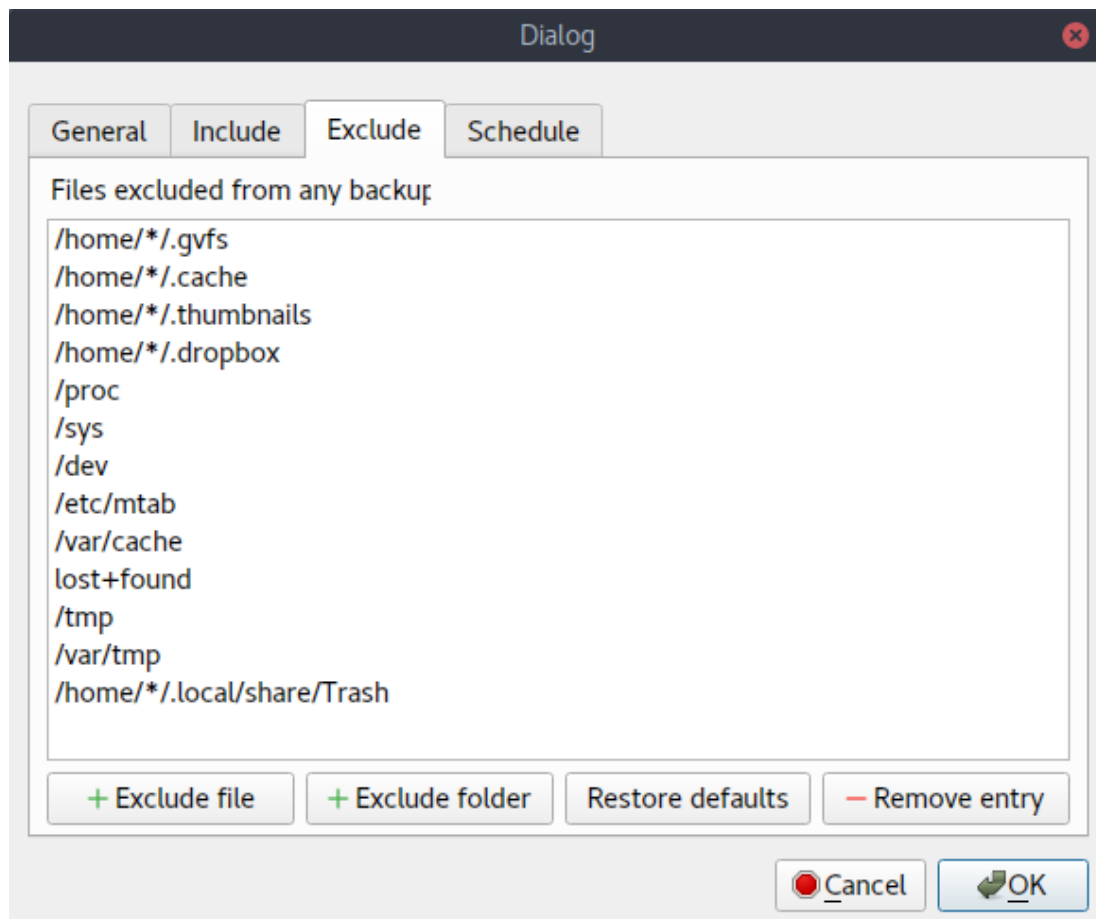 Dialog
General Include Exclude Schedule
Files excluded from any backup
/home/*/.gvfs
/home/*/.cache
/home/*/.thumbnails
/home/*/.dropbox
/proc
/sys
/dev
/etc/mtab
/var/cache
lost+found
/tmp
/var/tmp
/home/*/.local/share/Trash
+ Exclude file + Exclude folder Restore defaults − Remove entry
Cancel OK